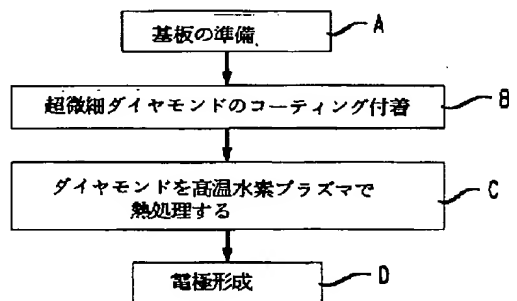 基板の準備
A
超微細ダイヤモンドのコーティング付着
B
ダイヤモンドを高温水素プラズマで
熱処理する
C
電極形成
D